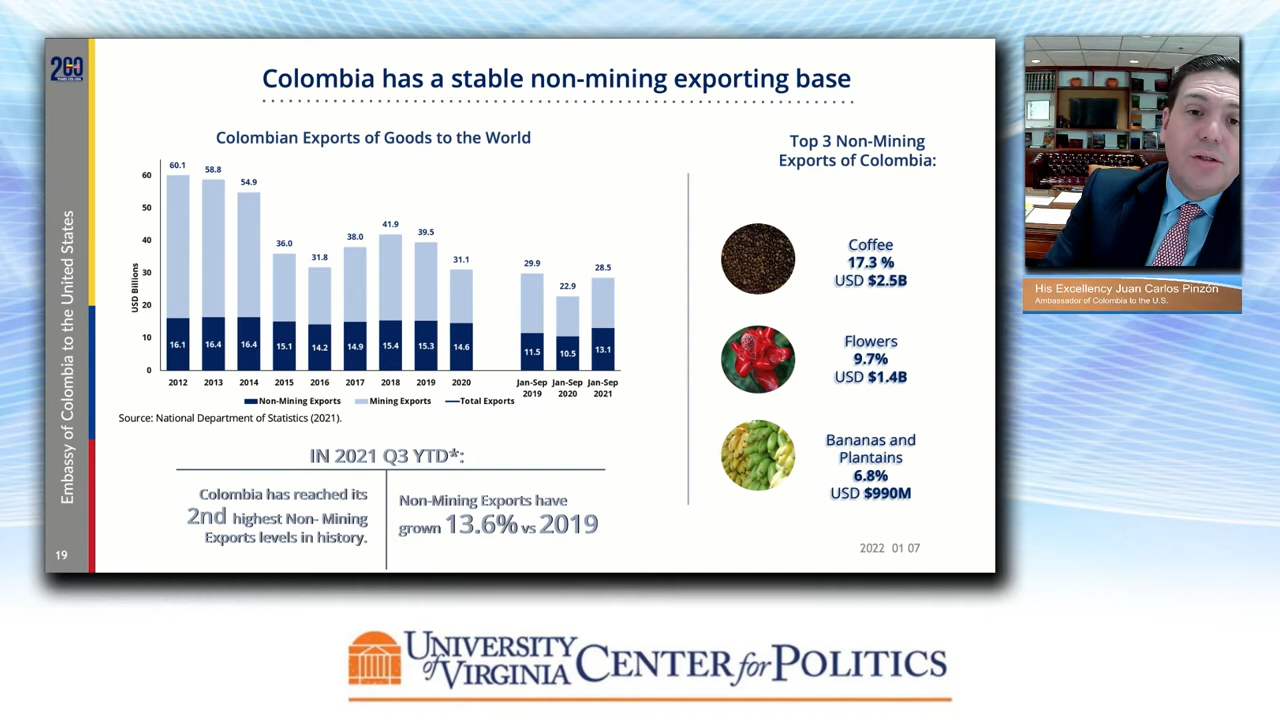 200
Colombia has a stable non-mining exporting base
Colombian Exports of Goods to the World
USD Billions
60
50
40
30
20
10
0
60.1
58.8
54.9
36.0
31.8
38.0
41.9
39.5
31.1
29.9
22.9
28.5
16.1
16.4
16.4
15.1
14.2
14.9
15.4
15.3
14.6
11.5
10.5
13.1
2012
2013
2014
2015
2016
2017
2018
2019
2020
Jan-Sep
2019
Jan-Sep
2020
Jan-Sep
2021
Non-Mining Exports
Mining Exports
Total Exports
Source: National Department of Statistics (2021).
IN 2021 Q3 YTD*:
Colombia has reached its
2nd highest Non- Mining
Exports levels in history.
Non-Mining Exports have
grown 13.6% vs 2019
Top 3 Non-Mining
Exports of Colombia:
Coffee
17.3 %
USD $2.5B
Flowers
9.7%
USD $1.4B
Bananas and
Plantains
6.8%
USD $990M
2022 01 07
Embassy of Colombia to the United States
19
His Excellency Juan Carlos Pinzón
Ambassador of Colombia to the U.S.
UNIVERSITY
of VIRGINIA
CENTER for POLITICS